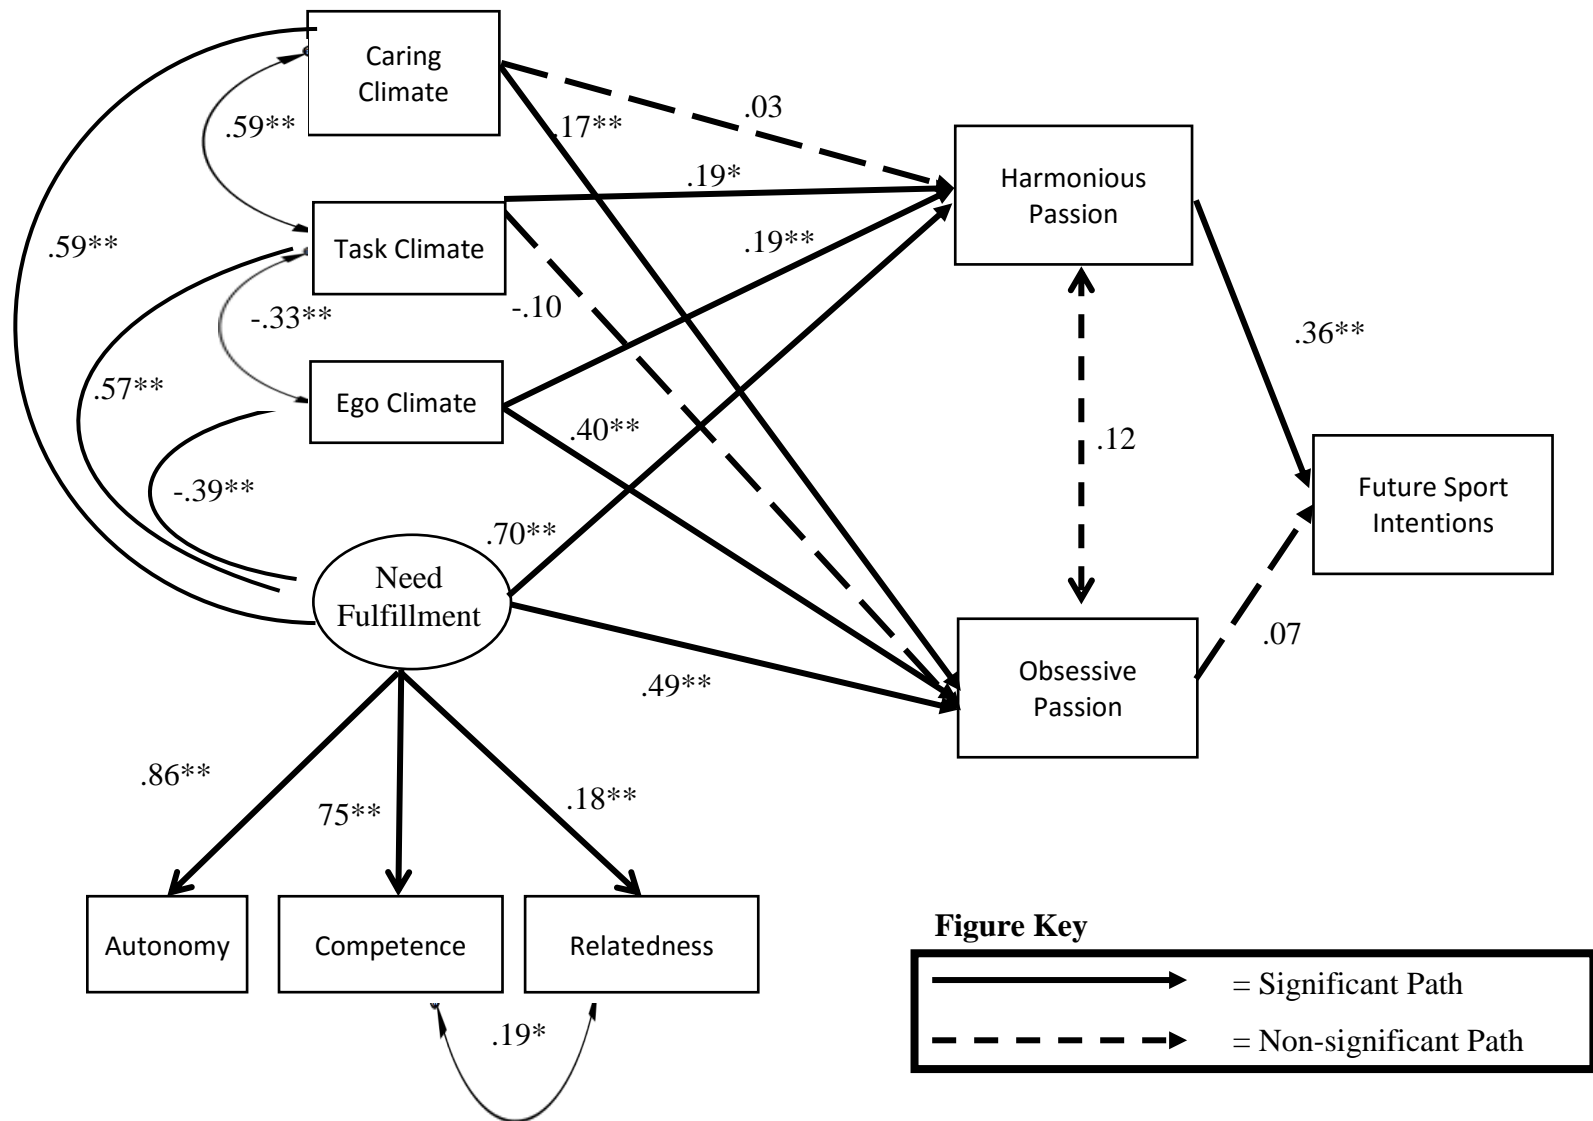 Caring
Climate
.59**
.17**
.03
.19*
Harmonious
Passion
.59**
Task Climate
.19**
-.10
-.33**
.36**
.57**
Ego Climate
.40**
.12
-.39**
Future Sport
Intentions
.70**
Need
Fulfillment
.07
.49**
Obsessive
Passion
.86**
75**
.18**
Autonomy
Competence
Relatedness
.19*
Figure Key
= Significant Path
= Non-significant Path